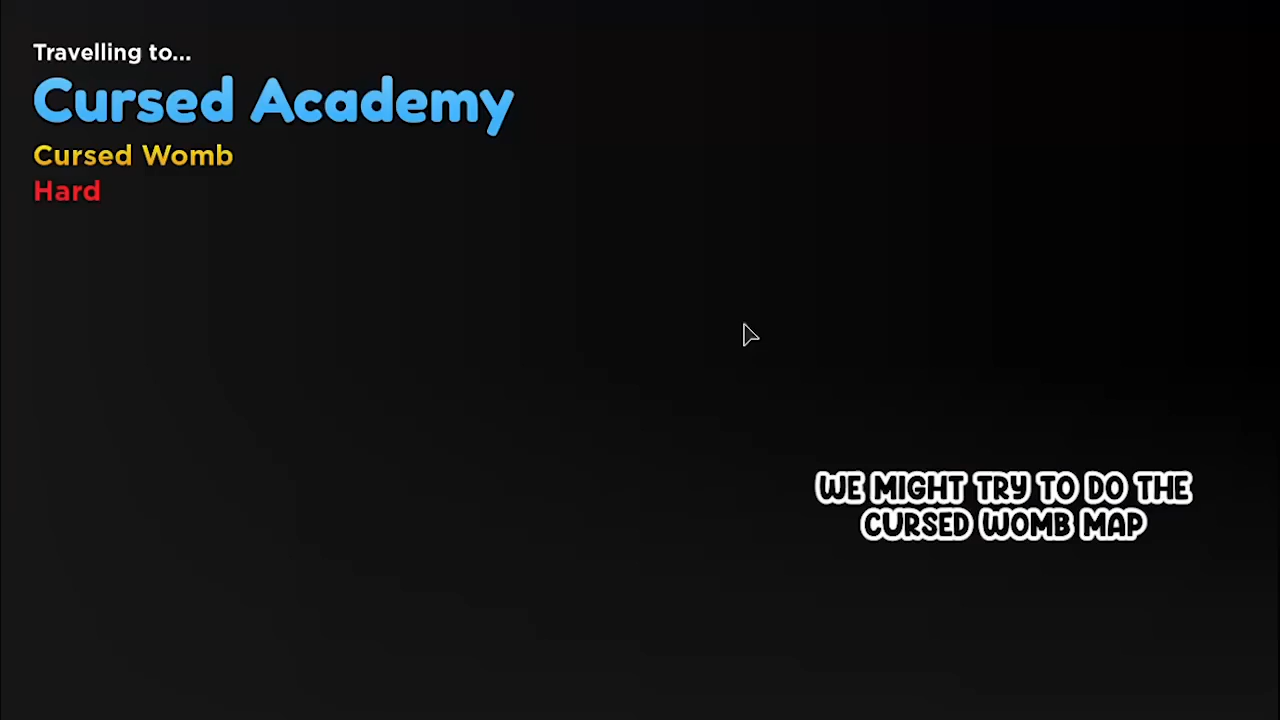 Travelling to...
Cursed Academy
Cursed Womb
Hard
WE MIGHT TRY TO DO THE
CURSED WOMB MAP